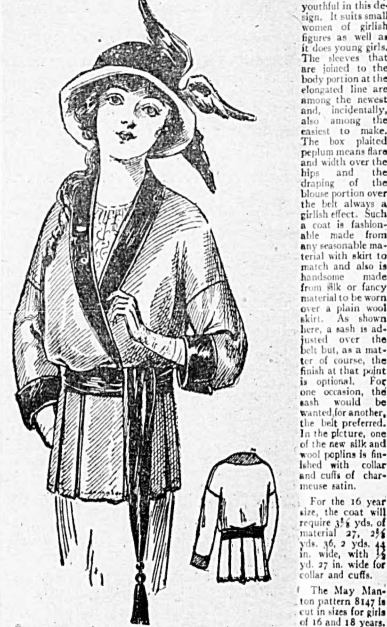 youthful in this de-
sign. It suits small
women of girlish
figures as well as
it does young girls.
The sleeves that
are joined to the
body portion at the
elongated line are
among the newest
and, incidentally,
also among the
easiest to make.
The box plaited
peplum means flare
and width over the
hips and the
draping of the
blouse portion over
the belt always a
girlish effect. Such
a coat is fashion-
able made from
any seasonable ma-
terial with skirt to
match and also is
handsome made
from silk or fancy
material to be worn
over a plain wool
skirt. As shown
here, a sash is ad-
justed over the
belt but, as a mat-
ter of course, the
finish at that point
is optional. For
one occasion, the
sash would be
wanted, for another,
the belt preferred.
In the picture, one
of the new silk and
wool poplins is fin-
ished with collar
and cuffs of char-
meuse satin.
For the 16 year
size, the coat will
require 3⅜ yds. of
material 27, 2⅝
yds. 36, 2 yds. 44
in. wide, with ½
yd. 27 in. wide for
collar and cuffs.
The May Man-
ton pattern 8147 is
cut in sizes for girls
of 16 and 18 years.